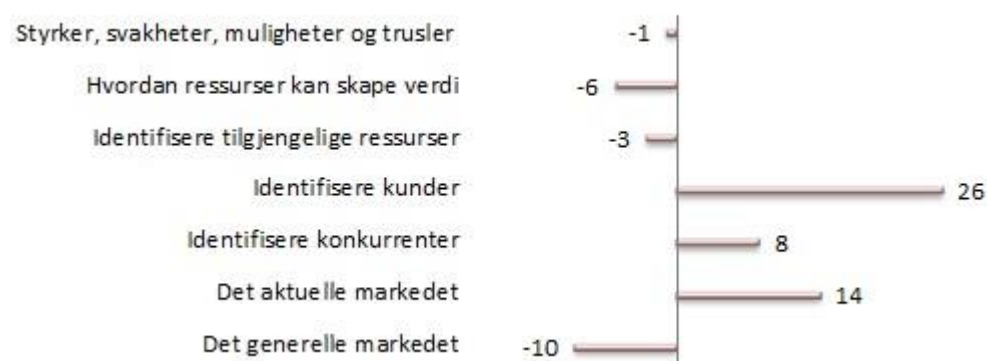 Styrker, svakheter, muligheter og trusler -1
Hvordan ressurser kan skape verdi -6
Identifisere tilgjengelige ressurser -3
Identifisere kunder 26
Identifisere konkurrenter 8
Det aktuelle markedet 14
Det generelle markedet -10